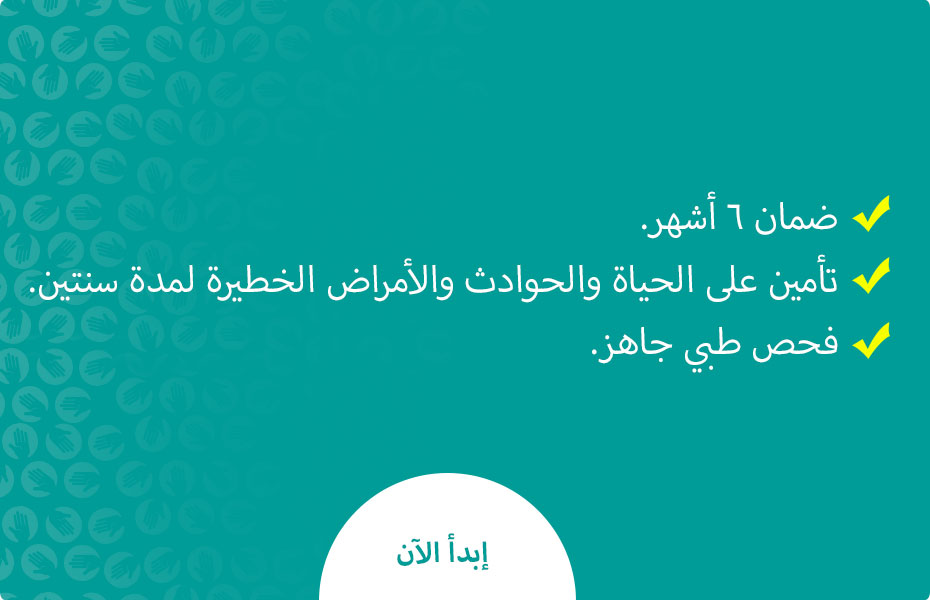 ضمان ٦ أشهر.
تأمين على الحياة والحوادث والأمراض الخطيرة لمدة سنتين.
فحص طبي جاهز.
إبدأ الآن